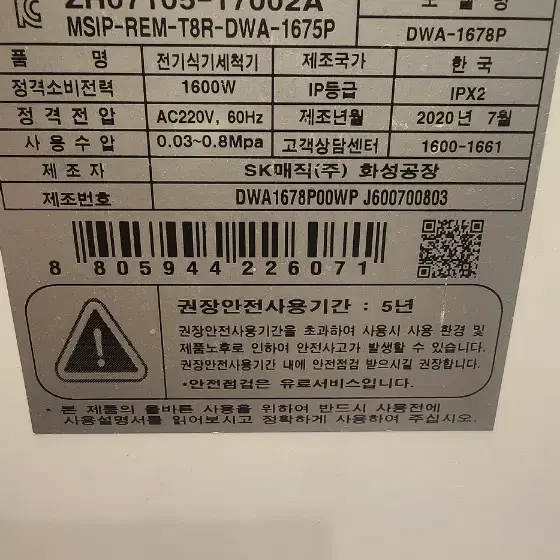 ZH07105-17002A
MSIP-REM-T8R-DWA-1675P
모 델 명
DWA-1678P
품 명 전기식기세척기 제조국가 한 국
정격소비전력 1600W IP등급 IPX2
정 격 전 압 AC220V, 60Hz 제조년월 2020년 7월
사 용 수 압 0.03~0.8Mpa 고객상담센터 1600-1661
제 조 자 SK매직(주) 화성공장
제조번호 DWA1678P00WP J600700803
8 805944 226071
권장안전사용기간 : 5년
권장안전사용기간을 초과하여 사용시 사용 환경 및
제품노후로 인하여 안전사고가 발생할 수 있습니다.
권장안전사용기간 내에 안전점검 받으시길 권장합니다.
•안전점검은 유료서비스입니다.
• 본 제품의 올바른 사용을 위하여 반드시 사용전에
사용설명서를 읽어보시고 정확하게 사용하여 주십시오.